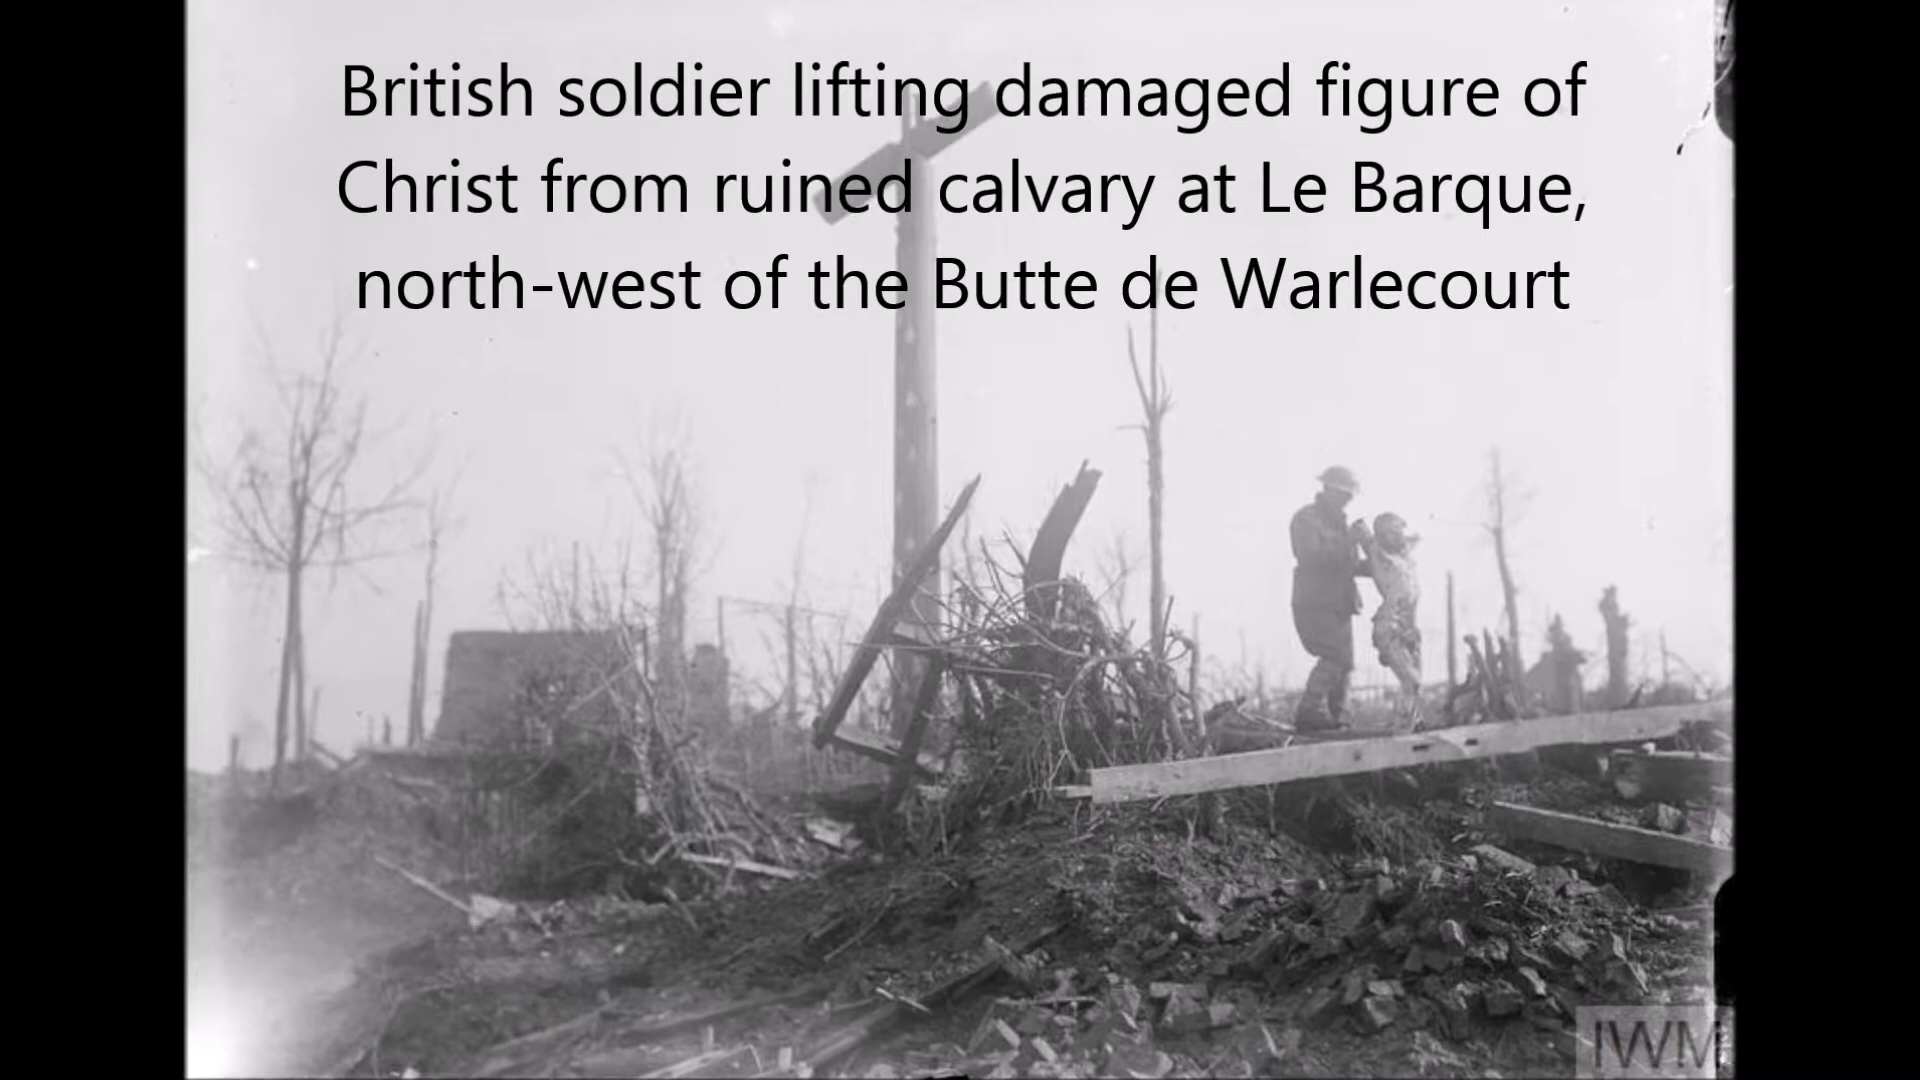 British soldier lifting damaged figure of
Christ from ruined calvary at Le Barque,
north-west of the Butte de Warlecourt
IWM